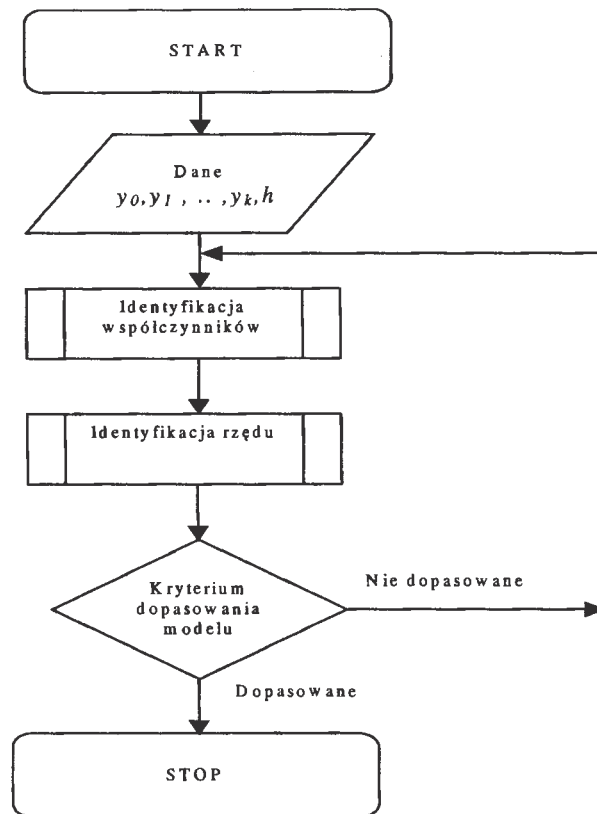 START
Dane
y0,y1 , .. ,yk,h
Identyfikacja
współczynników
Identyfikacja rzędu
Kryterium
dopasowania
modelu
Nie dopasowane
Dopasowane
STOP